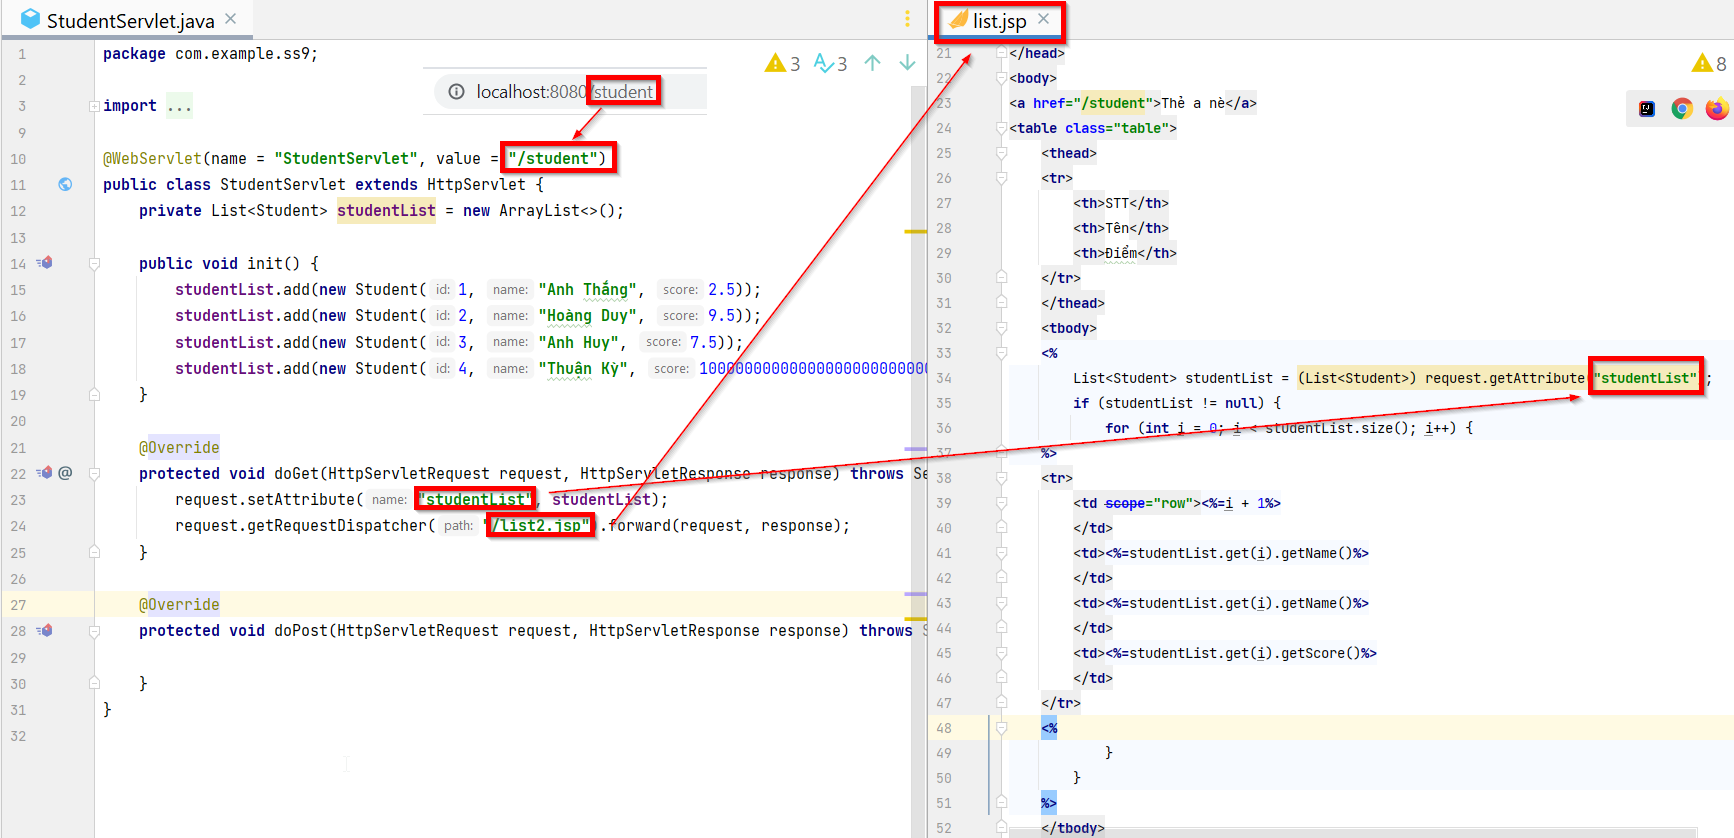 StudentServlet.java
1 package com.example.ss9;
2
3 import ...
9
10 @WebServlet(name = "StudentServlet", value = "/student")
11 public class StudentServlet extends HttpServlet {
12 private List<Student> studentList = new ArrayList<>();
13
14 public void init() {
15 studentList.add(new Student( id: 1, name: "Anh Thắng", score: 2.5));
16 studentList.add(new Student( id: 2, name: "Hoàng Duy", score: 9.5));
17 studentList.add(new Student( id: 3, name: "Anh Huy", score: 7.5));
18 studentList.add(new Student( id: 4, name: "Thuận Kỳ", score:
19 }
20
21 @Override
22 @ protected void doGet(HttpServletRequest request, HttpServletResponse response) throws Se
23 request.setAttribute( name: "studentList", studentList);
24 request.getRequestDispatcher( path: "/list2.jsp").forward(request, response);
25 }
26
27 @Override
28 protected void doPost(HttpServletRequest request, HttpServletResponse response) throws S
29
30 }
31 }
32
3 3
localhost:8080/student
list.jsp
8
21 </head>
22 <body>
23 <a href="/student">Thẻ a nè</a>
24 <table class="table">
25 <thead>
26 <tr>
27 <th>STT</th>
28 <th>Tên</th>
29 <th>Điểm</th>
30 </tr>
31 </thead>
32 <tbody>
33 <%
34 List<Student> studentList = (List<Student>) request.getAttribute("studentList");
35 if (studentList != null) {
36 for (int i = 0; i < studentList.size(); i++) {
37 %>
38 <tr>
39 <td scope="row"><%=i + 1%>
40 </td>
41 <td><%=studentList.get(i).getName()%>
42 </td>
43 <td><%=studentList.get(i).getName()%>
44 </td>
45 <td><%=studentList.get(i).getScore()%>
46 </td>
47 </tr>
48 <%
49 }
50 }
51 %>
52 </tbody>